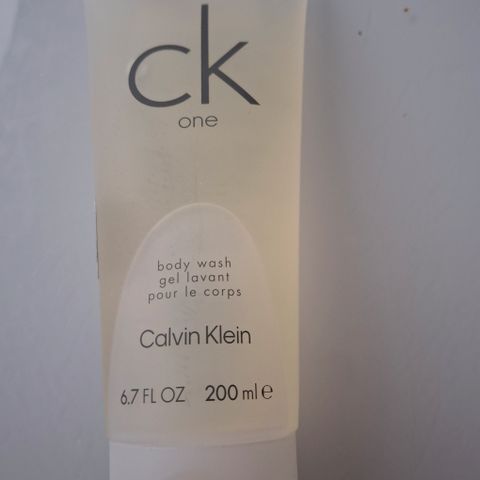 ck
one
body wash
gel lavant
pour le corps
Calvin Klein
6.7 FL OZ 200 ml e